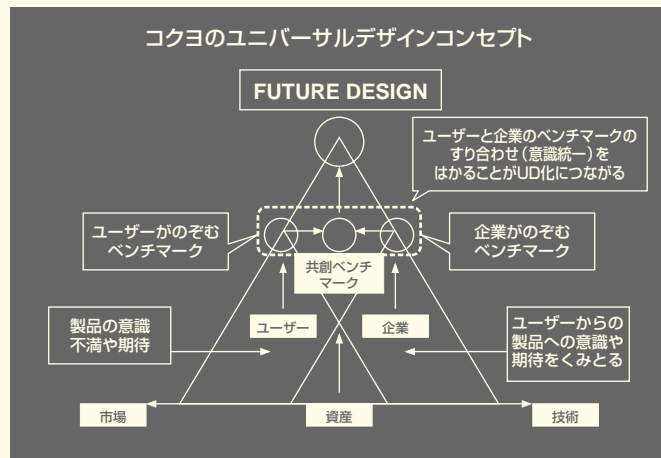 コクヨのユニバーサルデザインコンセプト
FUTURE DESIGN
ユーザーと企業のベンチマークの
すり合わせ（意識統一）を
はかることがUD化につながる
ユーザーがのぞむ
ベンチマーク
企業がのぞむ
ベンチマーク
共創ベンチ
マーク
製品の意識
不満や期待
ユーザー
企業
ユーザーからの
製品への意識や
期待をくみとる
市場
資産
技術